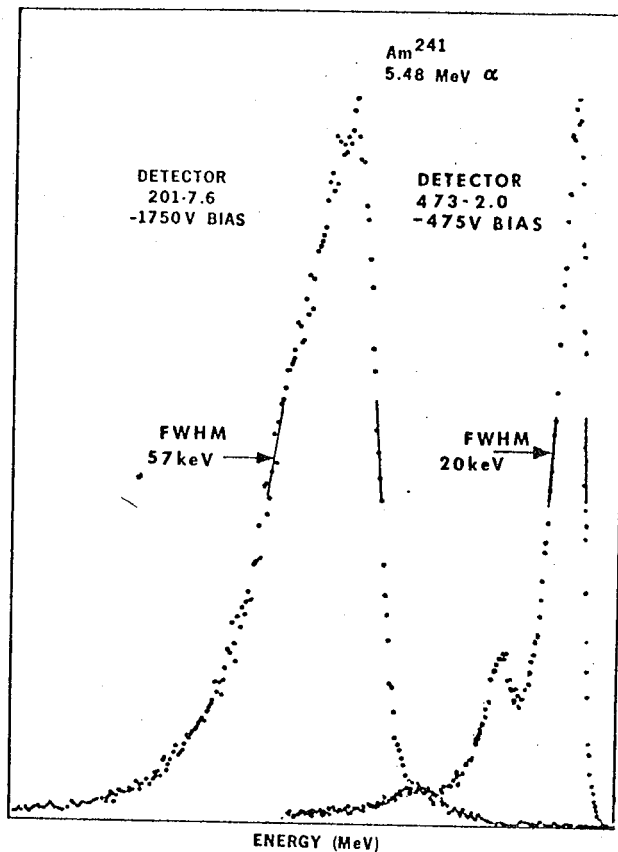 Am241
5.48 MeV α
DETECTOR
201-7.6
-1750V BIAS
DETECTOR
473-2.0
-475V BIAS
FWHM
57keV
FWHM
20keV
ENERGY (MeV)